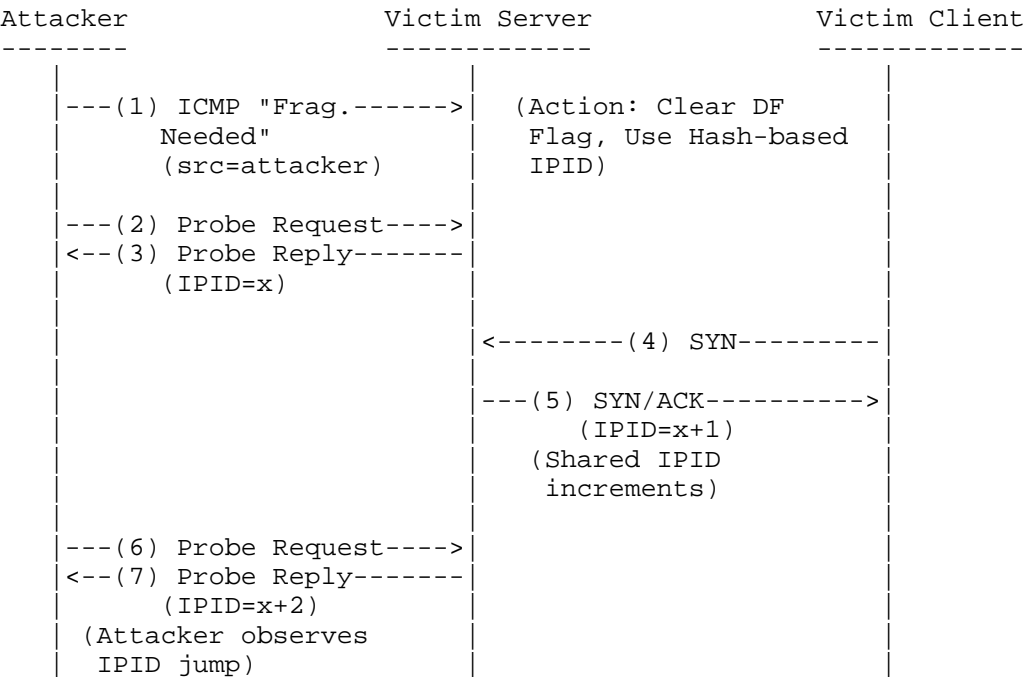 Attacker                Victim Server             Victim Client
--------                -------------             -------------
   |                         |                         |
   |---(1) ICMP "Frag.------>|  (Action: Clear DF      |
   |      Needed"            |   Flag, Use Hash-based  |
   |      (src=attacker)     |   IPID)                 |
   |                         |                         |
   |---(2) Probe Request---->|                         |
   |<--(3) Probe Reply-------|                         |
   |      (IPID=x)           |                         |
   |                         |                         |
   |                         |<--------(4) SYN---------|
   |                         |                         |
   |                         |---(5) SYN/ACK---------->|
   |                         |      (IPID=x+1)         |
   |                         |   (Shared IPID          |
   |                         |    increments)          |
   |                         |                         |
   |---(6) Probe Request---->|                         |
   |<--(7) Probe Reply-------|                         |
   |      (IPID=x+2)         |                         |
   | (Attacker observes      |                         |
   |  IPID jump)             |                         |